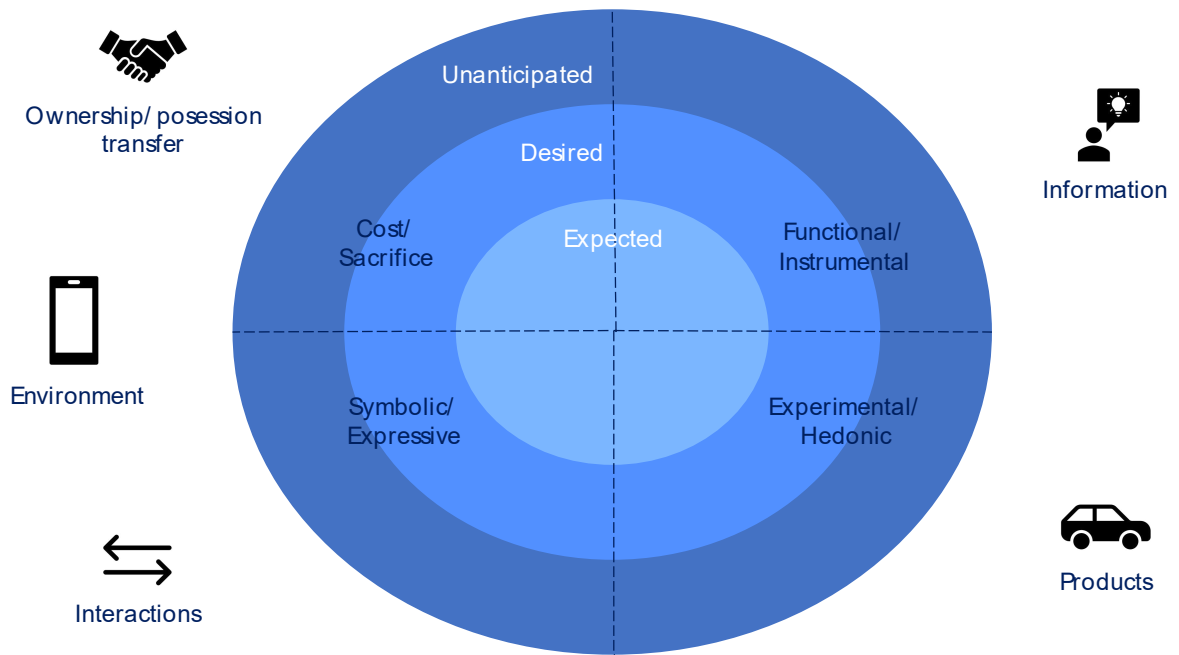 Ownership/ posession
transfer
Environment
Interactions
Unanticipated
Desired
Expected
Cost/
Sacrifice
Functional/
Instrumental
Symbolic/
Expressive
Experimental/
Hedonic
Information
Products